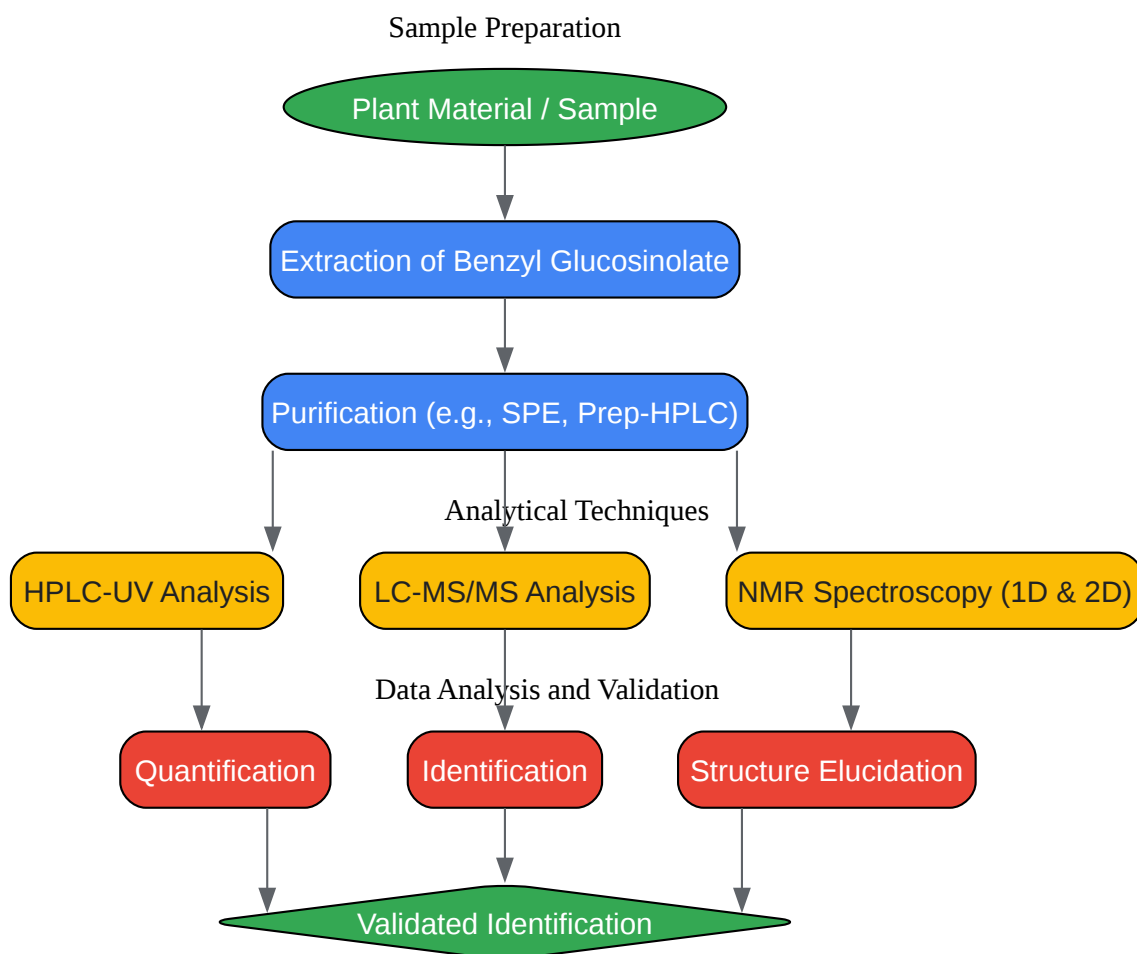 Sample Preparation
Plant Material / Sample
Extraction of Benzyl Glucosinolate
Purification (e.g., SPE, Prep-HPLC)
Analytical Techniques
HPLC-UV Analysis
LC-MS/MS Analysis
NMR Spectroscopy (1D & 2D)
Data Analysis and Validation
Quantification
Identification
Structure Elucidation
Validated Identification